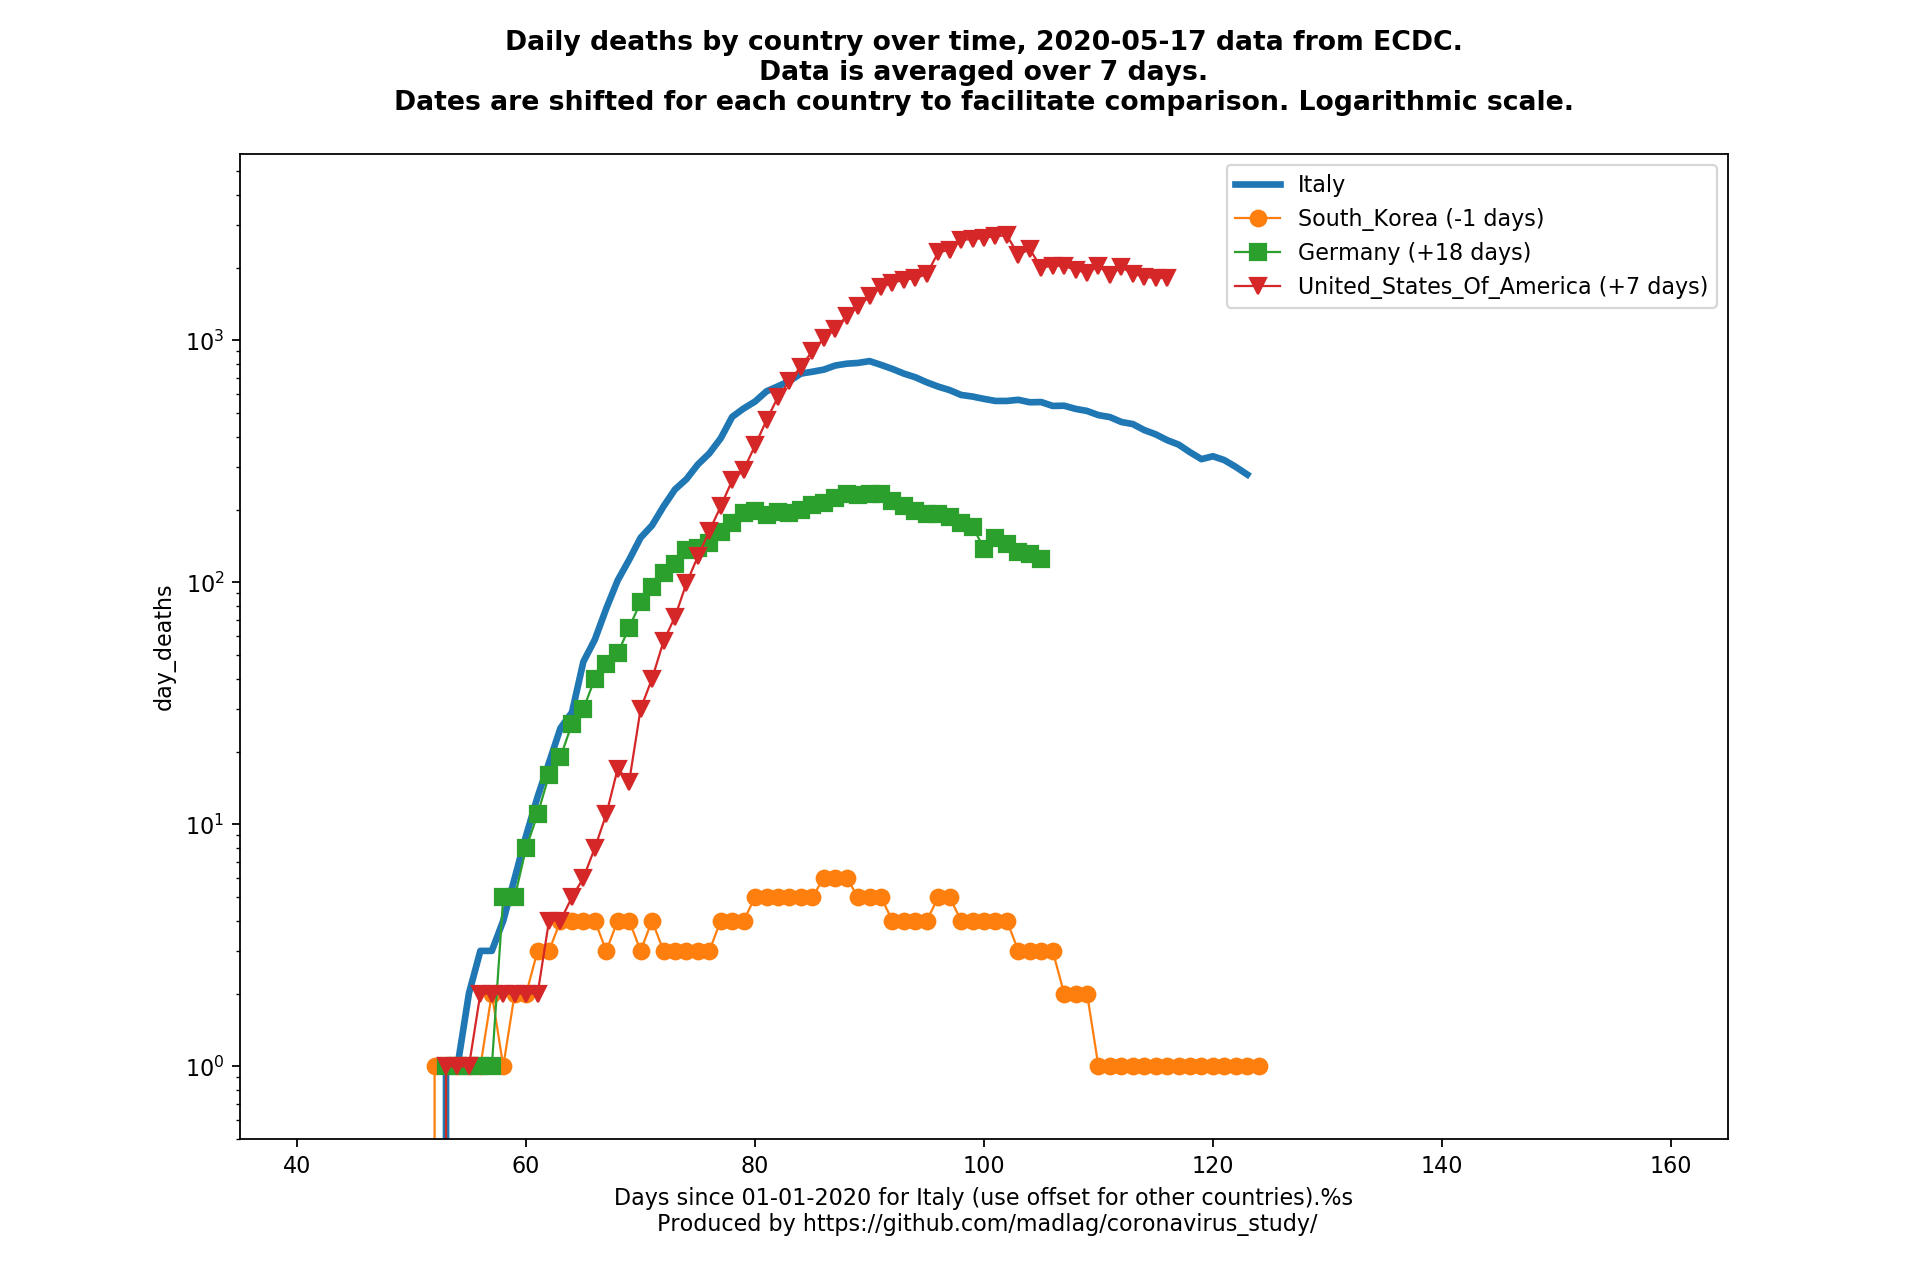 Daily deaths by country over time, 2020-05-17 data from ECDC.
Data is averaged over 7 days.
Dates are shifted for each country to facilitate comparison. Logarithmic scale.
Italy
South_Korea (-1 days)
Germany (+18 days)
United_States_Of_America (+7 days)
day_deaths
10³
10²
10¹
10⁰
40 60 80 100 120 140 160
Days since 01-01-2020 for Italy (use offset for other countries).%s
Produced by https://github.com/madlag/coronavirus_study/